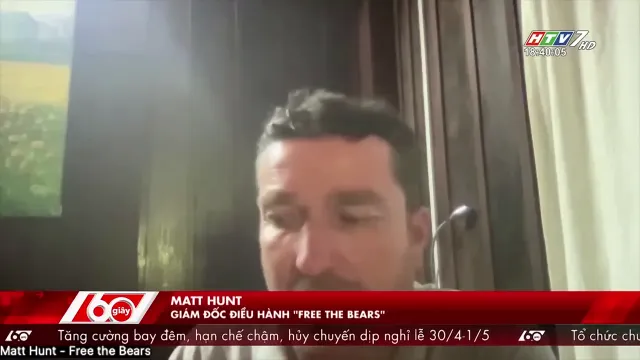 HTV7 HD
18:40:05
60 giây
MATT HUNT
GIÁM ĐỐC ĐIỀU HÀNH "FREE THE BEARS"
60 Tăng cường bay đêm, hạn chế chậm, hủy chuyến dịp nghỉ lễ 30/4-1/5 60 Tổ chức
Matt Hunt - Free the Bears